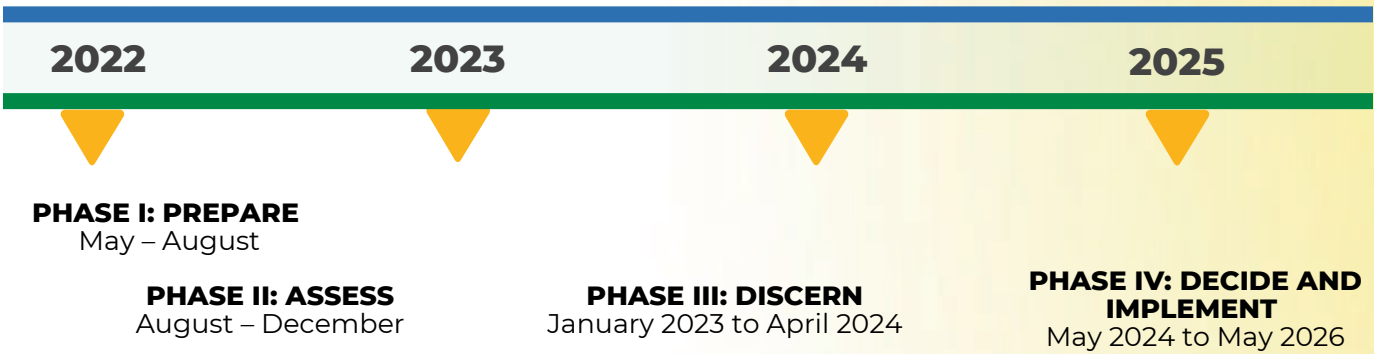 2022 2023 2024 2025
PHASE I: PREPARE
May – August
PHASE II: ASSESS
August – December
PHASE III: DISCERN
January 2023 to April 2024
PHASE IV: DECIDE AND
IMPLEMENT
May 2024 to May 2026